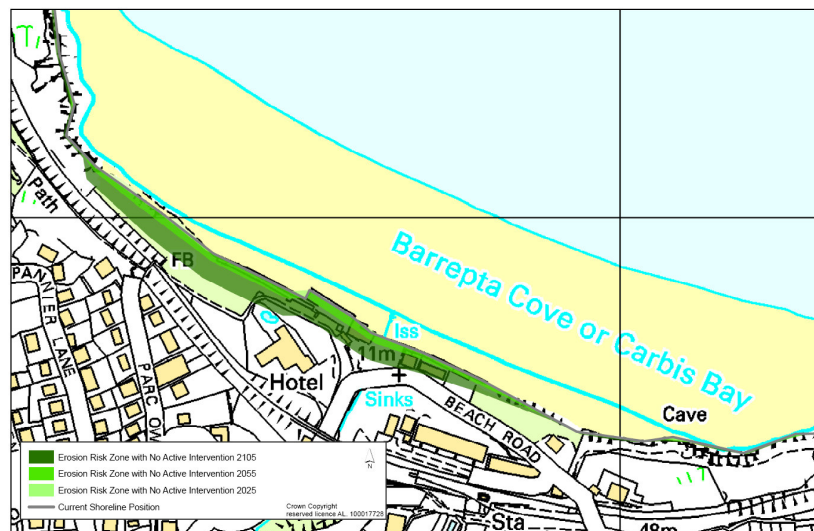 Path
FB
PANNIER LANE
PARC OW
Barrepta Cove or Carbis Bay
Iss
11m
Hotel
Sinks
BEACH ROAD
Cave
Sta
48m
Erosion Risk Zone with No Active Intervention 2105
Erosion Risk Zone with No Active Intervention 2055
Erosion Risk Zone with No Active Intervention 2025
Current Shoreline Position
N
Crown Copyright
reserved licence AL. 100017728